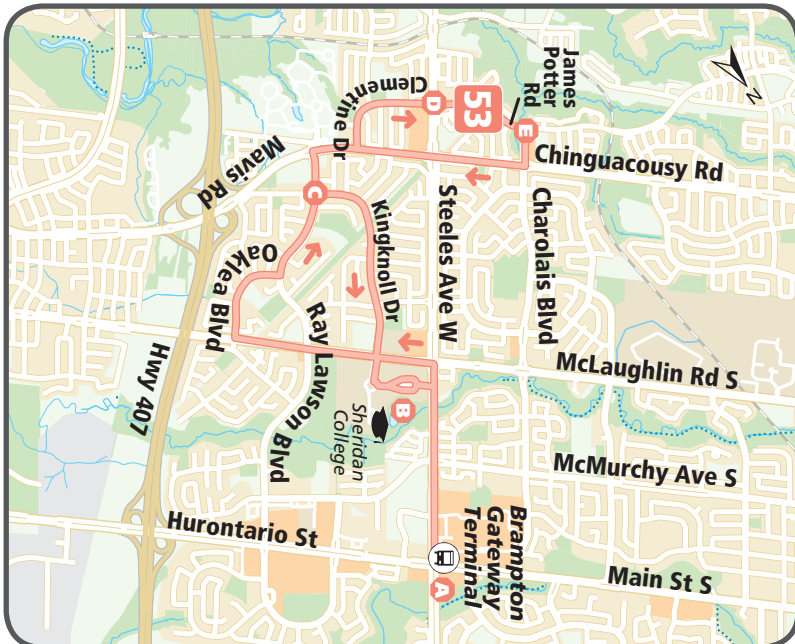 James
Potter
Rd
N
Clementine Dr
D
53
E
Chinguacousy Rd
Mavis Rd
C
Kingknoll Dr
Steeles Ave W
Charolais Blvd
Oaklea Blvd
Ray Lawson Blvd
Hwy 407
McLaughlin Rd S
B
Sheridan
College
McMurchy Ave S
Hurontario St
Brampton
Gateway
Terminal
A
Main St S